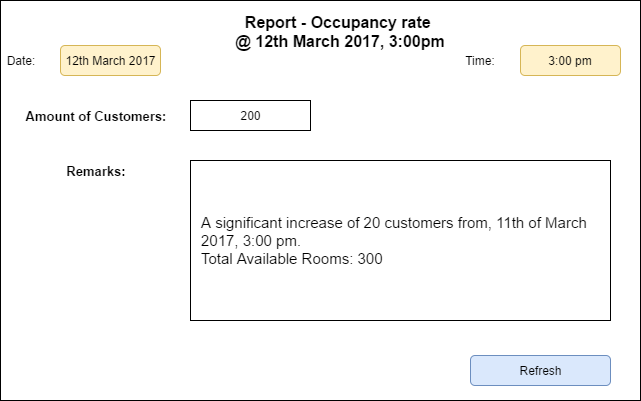 Report - Occupancy rate
@ 12th March 2017, 3:00pm
Date: 12th March 2017 Time: 3:00 pm
Amount of Customers: 200
Remarks:
A significant increase of 20 customers from, 11th of March
2017, 3:00 pm.
Total Available Rooms: 300
Refresh